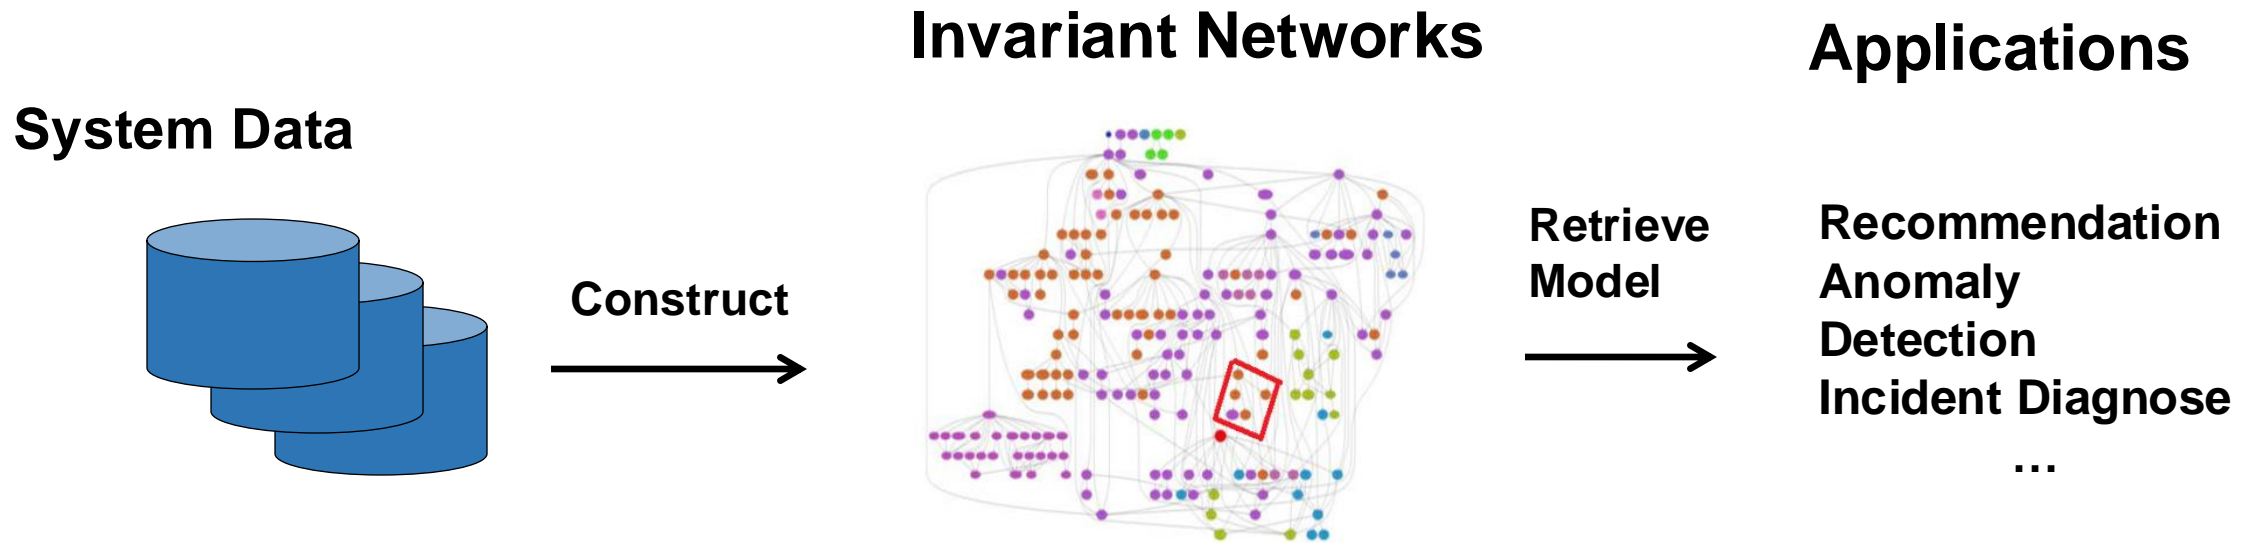 System Data
Construct
Invariant Networks
Retrieve
Model
Applications
Recommendation
Anomaly
Detection
Incident Diagnose
…